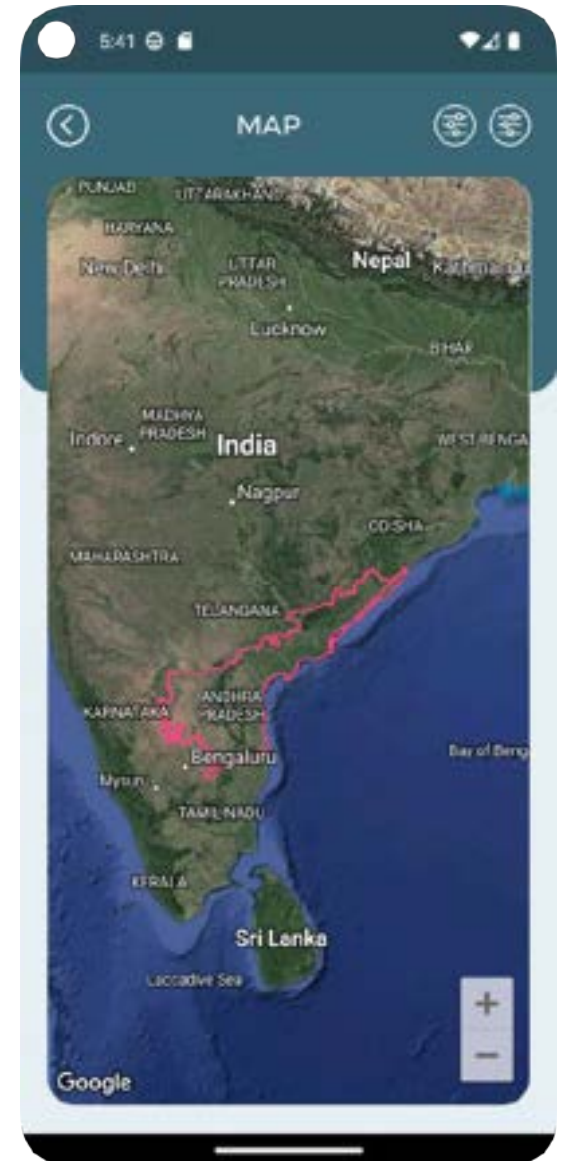 5:41
MAP
PUNJAB
UTTARAKHAND
HARYANA
Nepal
New Delhi
UTTAR
PRADESH
Lucknow
BIHAR
MADHYA
PRADESH
Indore
India
WEST BENGA
Nagpur
ODISHA
MAHARASHTRA
TELANGANA
ANDHRA
PRADESH
KARNATAKA
Bay of Beng
Bengaluru
TAMIL NADU
KERALA
Sri Lanka
Laccadive Sea
+
−
Google